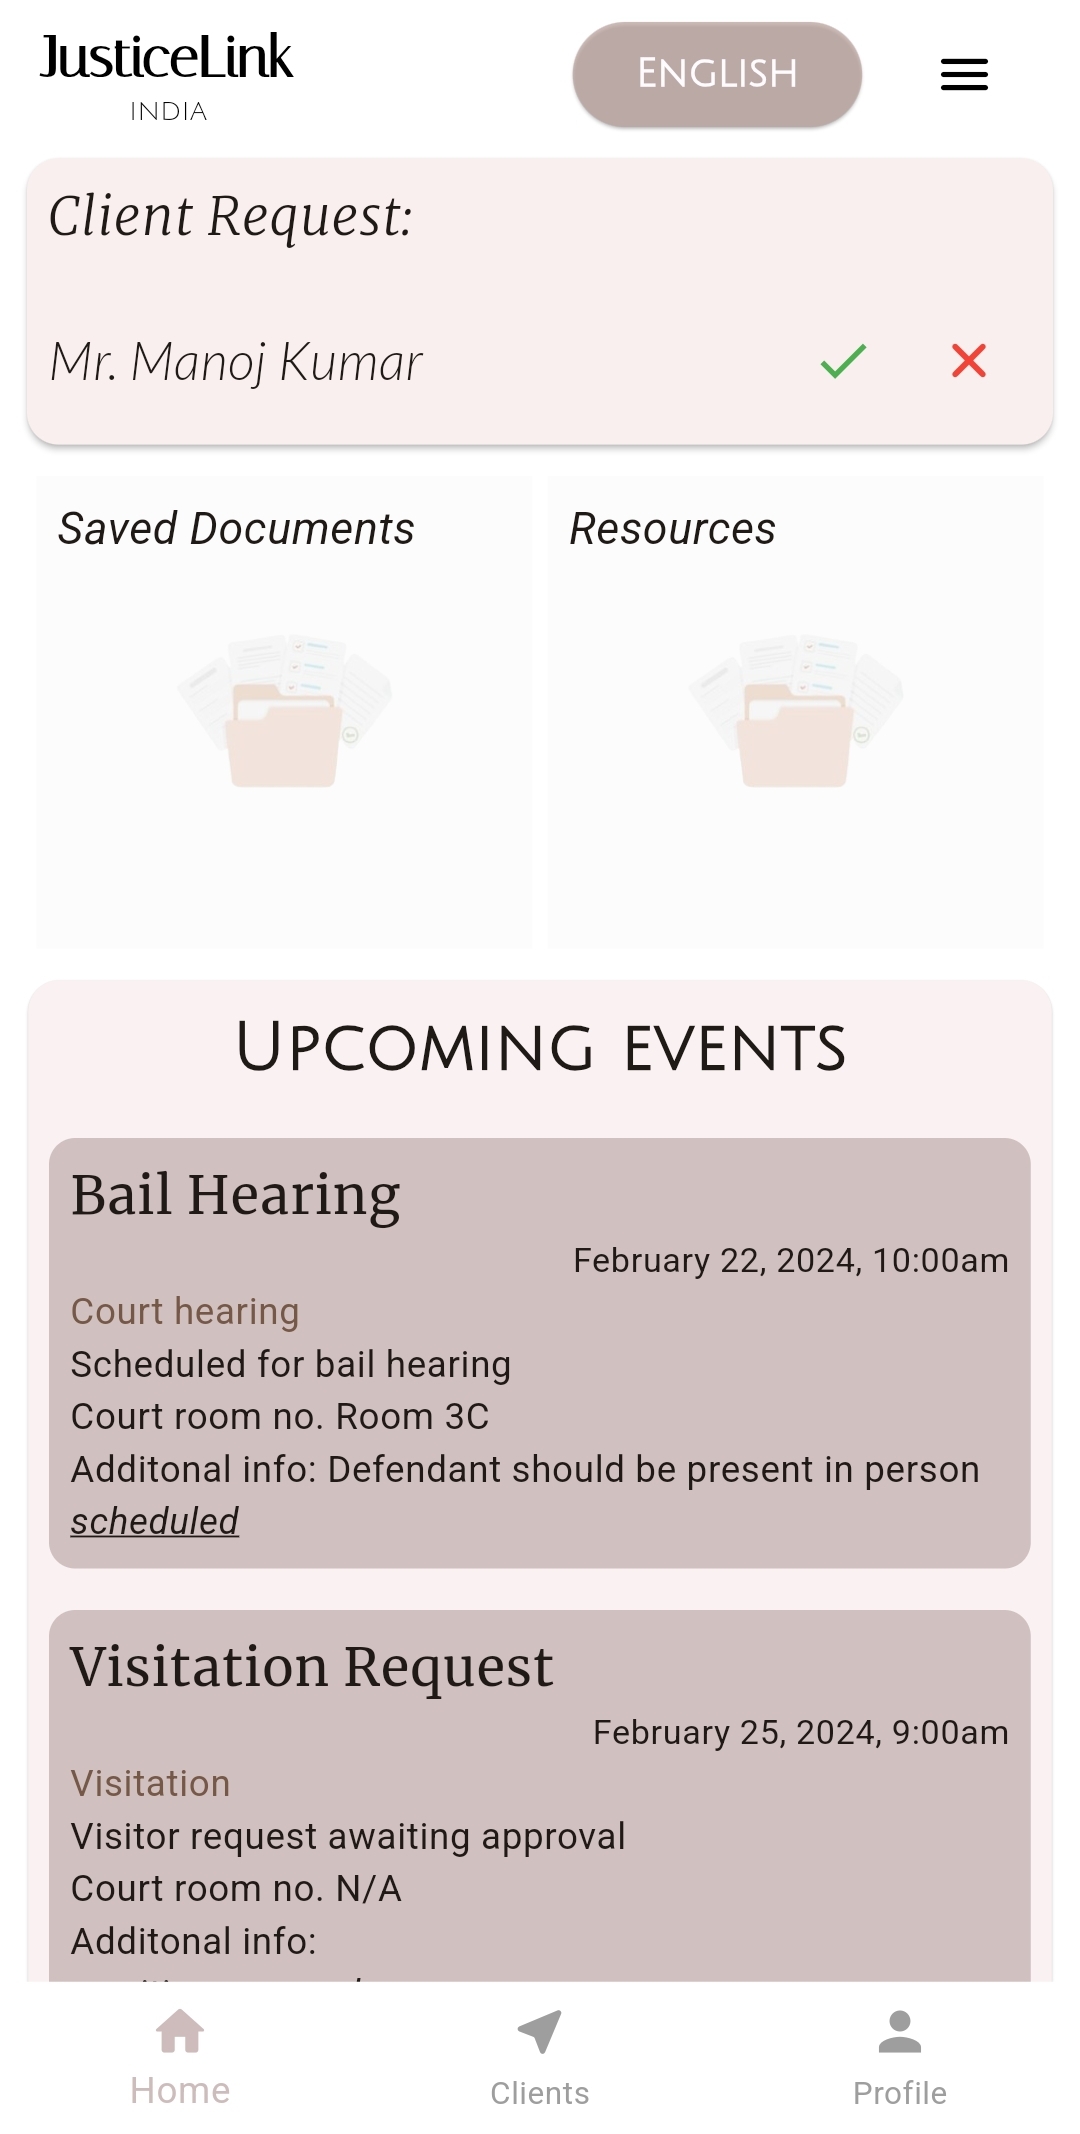 JusticeLink
INDIA
ENGLISH
Client Request:
Mr. Manoj Kumar
Saved Documents
Resources
Upcoming events
Bail Hearing
February 22, 2024, 10:00am
Court hearing
Scheduled for bail hearing
Court room no. Room 3C
Additonal info: Defendant should be present in person
scheduled
Visitation Request
February 25, 2024, 9:00am
Visitation
Visitor request awaiting approval
Court room no. N/A
Additonal info:
Home
Clients
Profile